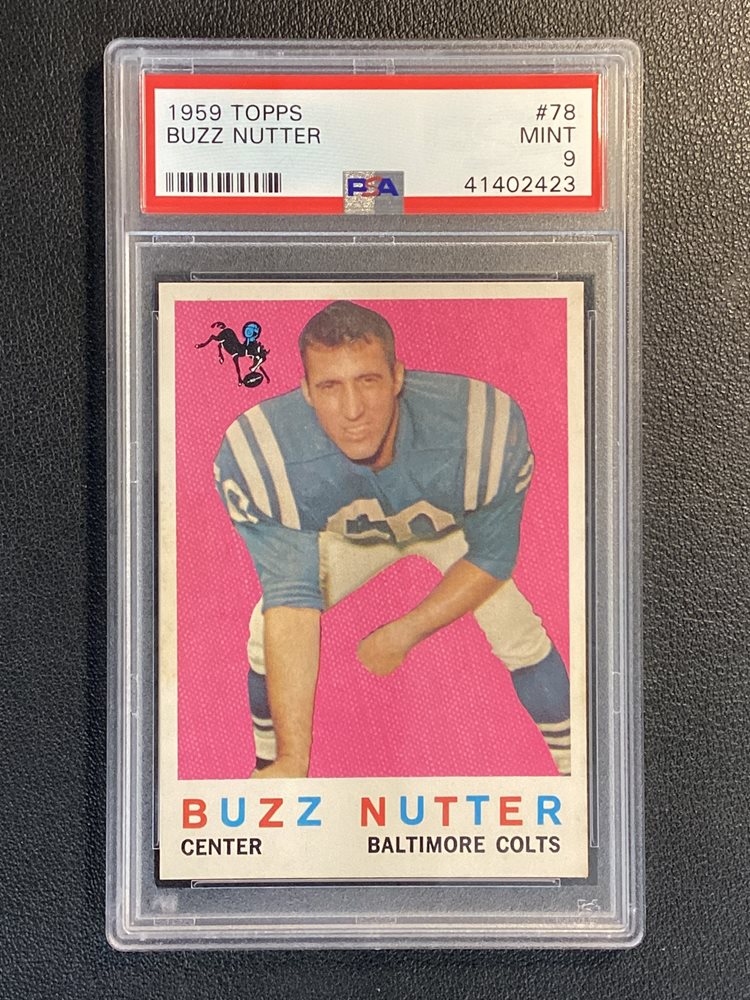 1959 TOPPS #78
BUZZ NUTTER MINT
9
PSA 41402423
BUZZ NUTTER
CENTER BALTIMORE COLTS